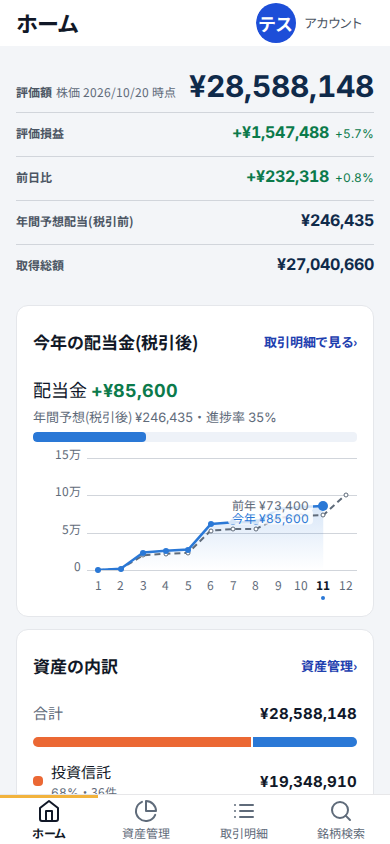 ホーム
テス アカウント
評価額 株価 2026/10/20 時点 ¥28,588,148
評価損益 +¥1,547,488 +5.7%
前日比 +¥232,318 +0.8%
年間予想配当(税引前) ¥246,435
取得総額 ¥27,040,660
今年の配当金(税引後) 取引明細で見る›
配当金 +¥85,600
年間予想(税引後) ¥246,435・進捗率 35%
15万
10万
5万
0
前年 ¥73,400
今年 ¥85,600
1 2 3 4 5 6 7 8 9 10 11 12
資産の内訳 資産管理›
合計 ¥28,588,148
投資信託 ¥19,348,910
68%・36件
ホーム 資産管理 取引明細 銘柄検索